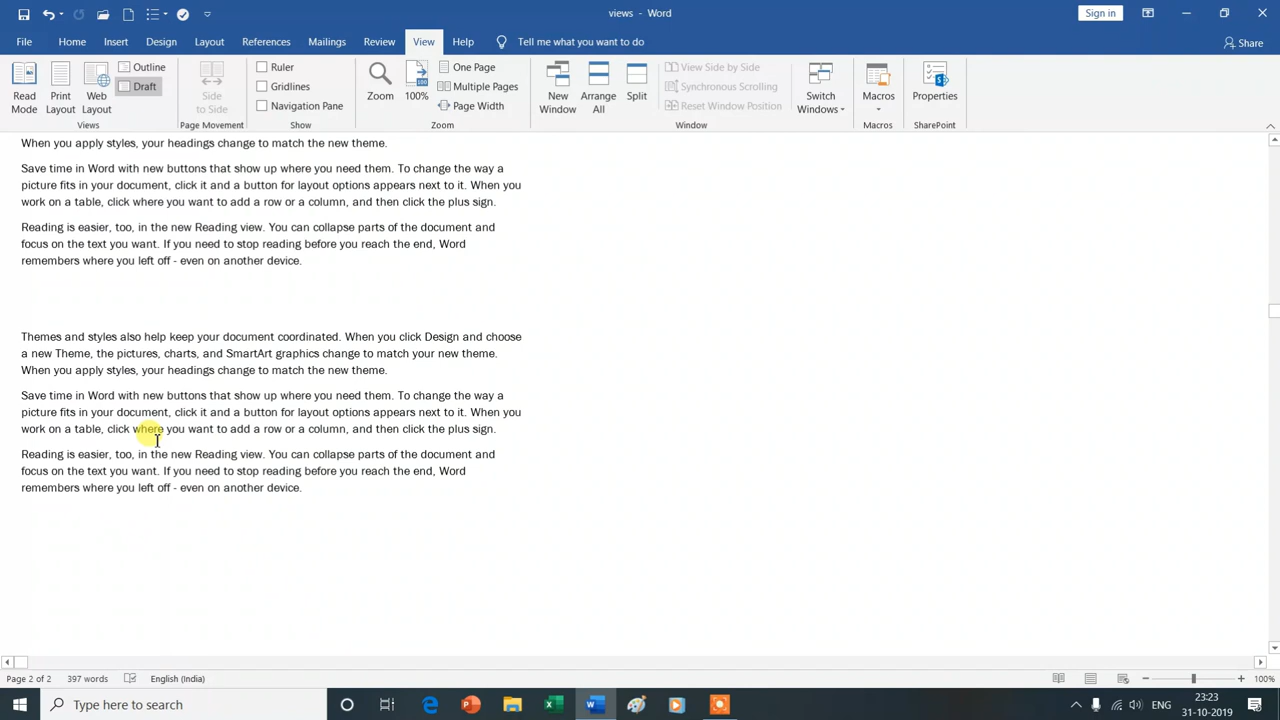 views - Word
Sign in
File Home Insert Design Layout References Mailings Review View Help Tell me what you want to do Share
Read Mode
Print Layout
Web Layout
Outline
Draft
Views
Side to Side
Page Movement
Ruler
Gridlines
Navigation Pane
Show
Zoom
100
100%
One Page
Multiple Pages
Page Width
Zoom
New Window
Arrange All
Split
View Side by Side
Synchronous Scrolling
Reset Window Position
Window
Switch Windows
Macros
Macros
Properties
SharePoint
When you apply styles, your headings change to match the new theme.
Save time in Word with new buttons that show up where you need them. To change the way a
picture fits in your document, click it and a button for layout options appears next to it. When you
work on a table, click where you want to add a row or a column, and then click the plus sign.
Reading is easier, too, in the new Reading view. You can collapse parts of the document and
focus on the text you want. If you need to stop reading before you reach the end, Word
remembers where you left off - even on another device.
Themes and styles also help keep your document coordinated. When you click Design and choose
a new Theme, the pictures, charts, and SmartArt graphics change to match your new theme.
When you apply styles, your headings change to match the new theme.
Save time in Word with new buttons that show up where you need them. To change the way a
picture fits in your document, click it and a button for layout options appears next to it. When you
work on a table, click where you want to add a row or a column, and then click the plus sign.
Reading is easier, too, in the new Reading view. You can collapse parts of the document and
focus on the text you want. If you need to stop reading before you reach the end, Word
remembers where you left off - even on another device.
Page 2 of 2 397 words English (India) 100%
Type here to search
ENG
23:23
31-10-2019